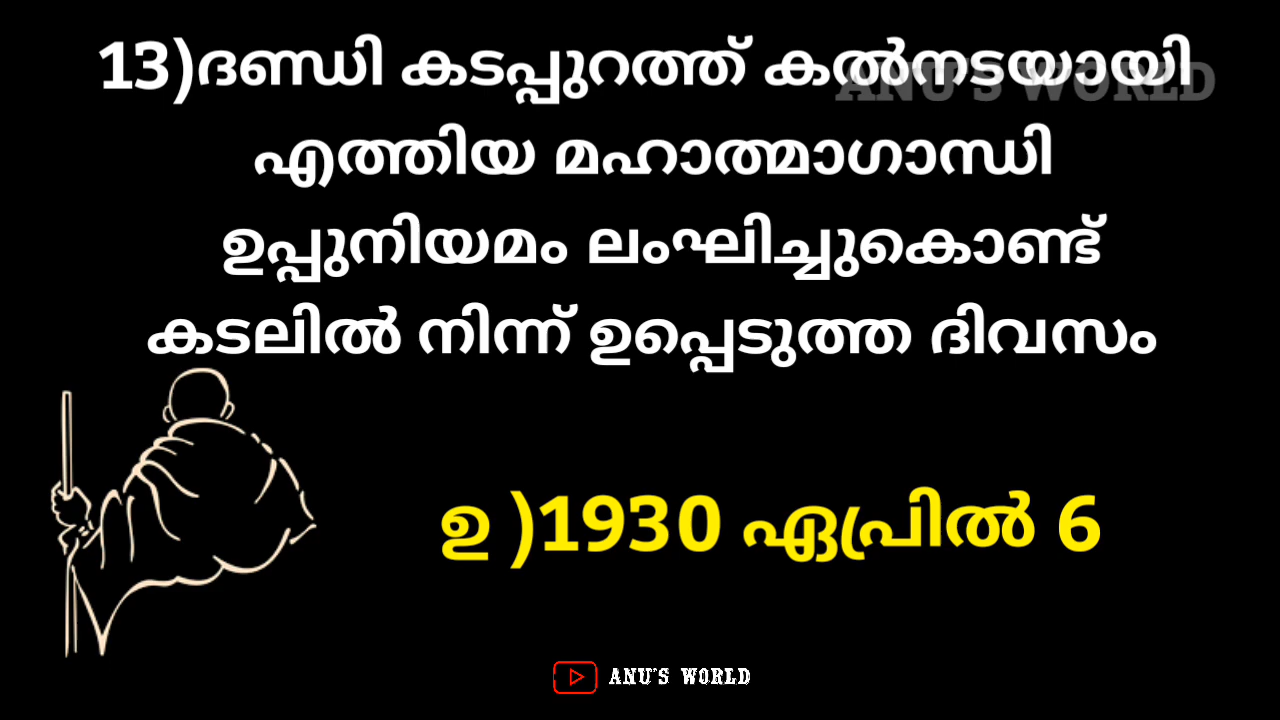 13)ദണ്ഡി കടപ്പുറത്ത് കൽനടയായി
ANU'S WORLD
എത്തിയ മഹാത്മാഗാന്ധി
ഉപ്പുനിയമം ലംഘിച്ചുകൊണ്ട്
കടലിൽ നിന്ന് ഉപ്പെടുത്ത ദിവസം
ഉ )1930 ഏപ്രിൽ 6
ANU'S WORLD